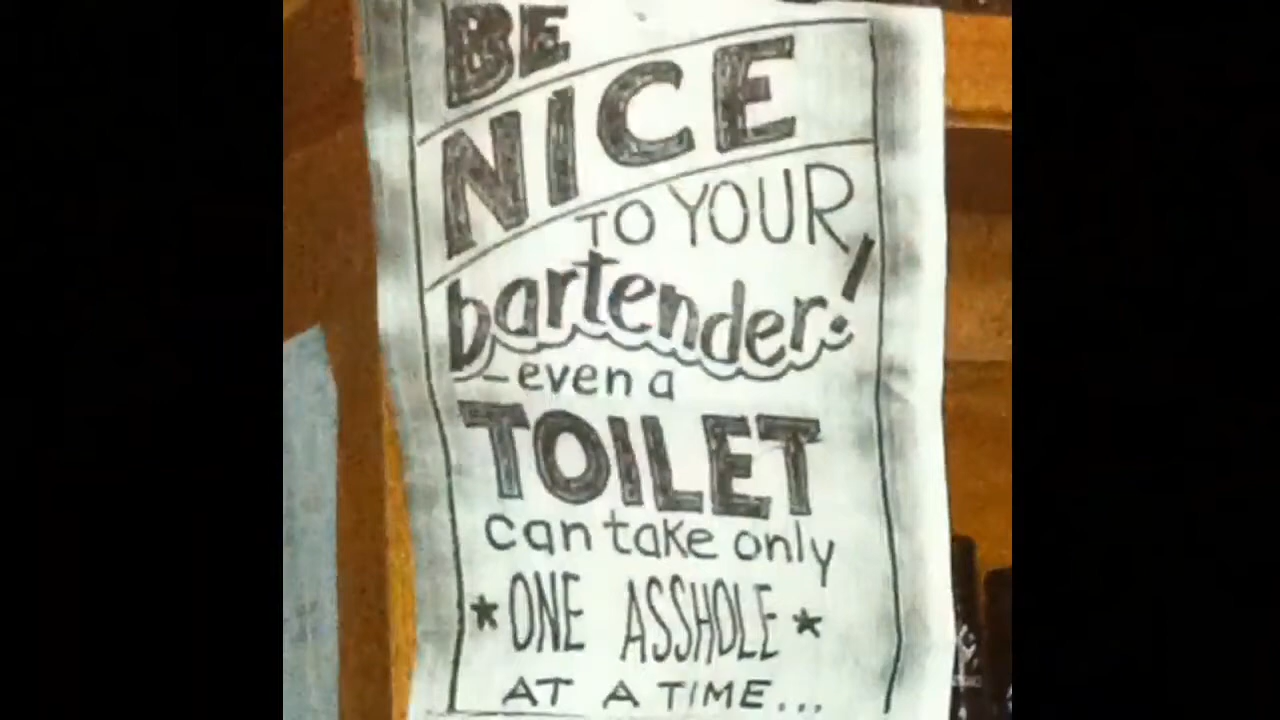 BE
NICE
TO YOUR
bartender!
-even a
TOILET
can take only
*ONE ASSHOLE*
AT A TIME...